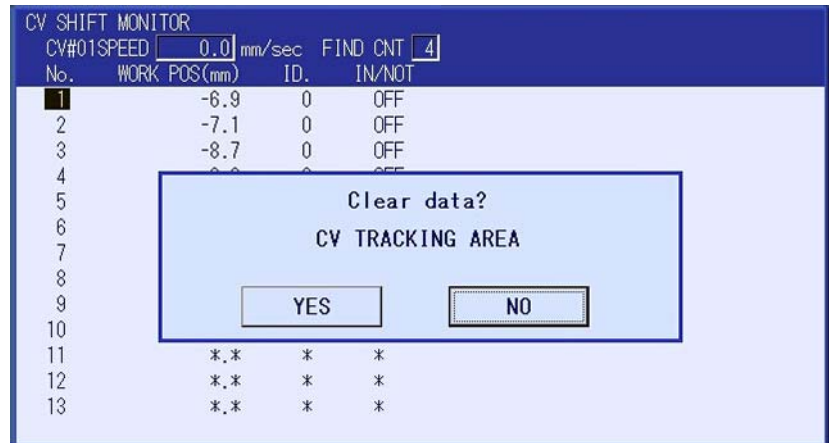 CV SHIFT MONITOR
CV#01SPEED 0.0 mm/sec FIND CNT 4
No. WORK POS(mm) ID. IN/NOT
1 -6.9 0 OFF
2 -7.1 0 OFF
3 -8.7 0 OFF
4
5
6
7
8
9
10
Clear data?
CV TRACKING AREA
YES NO
11 *.* * *
12 *.* * *
13 *.* * *